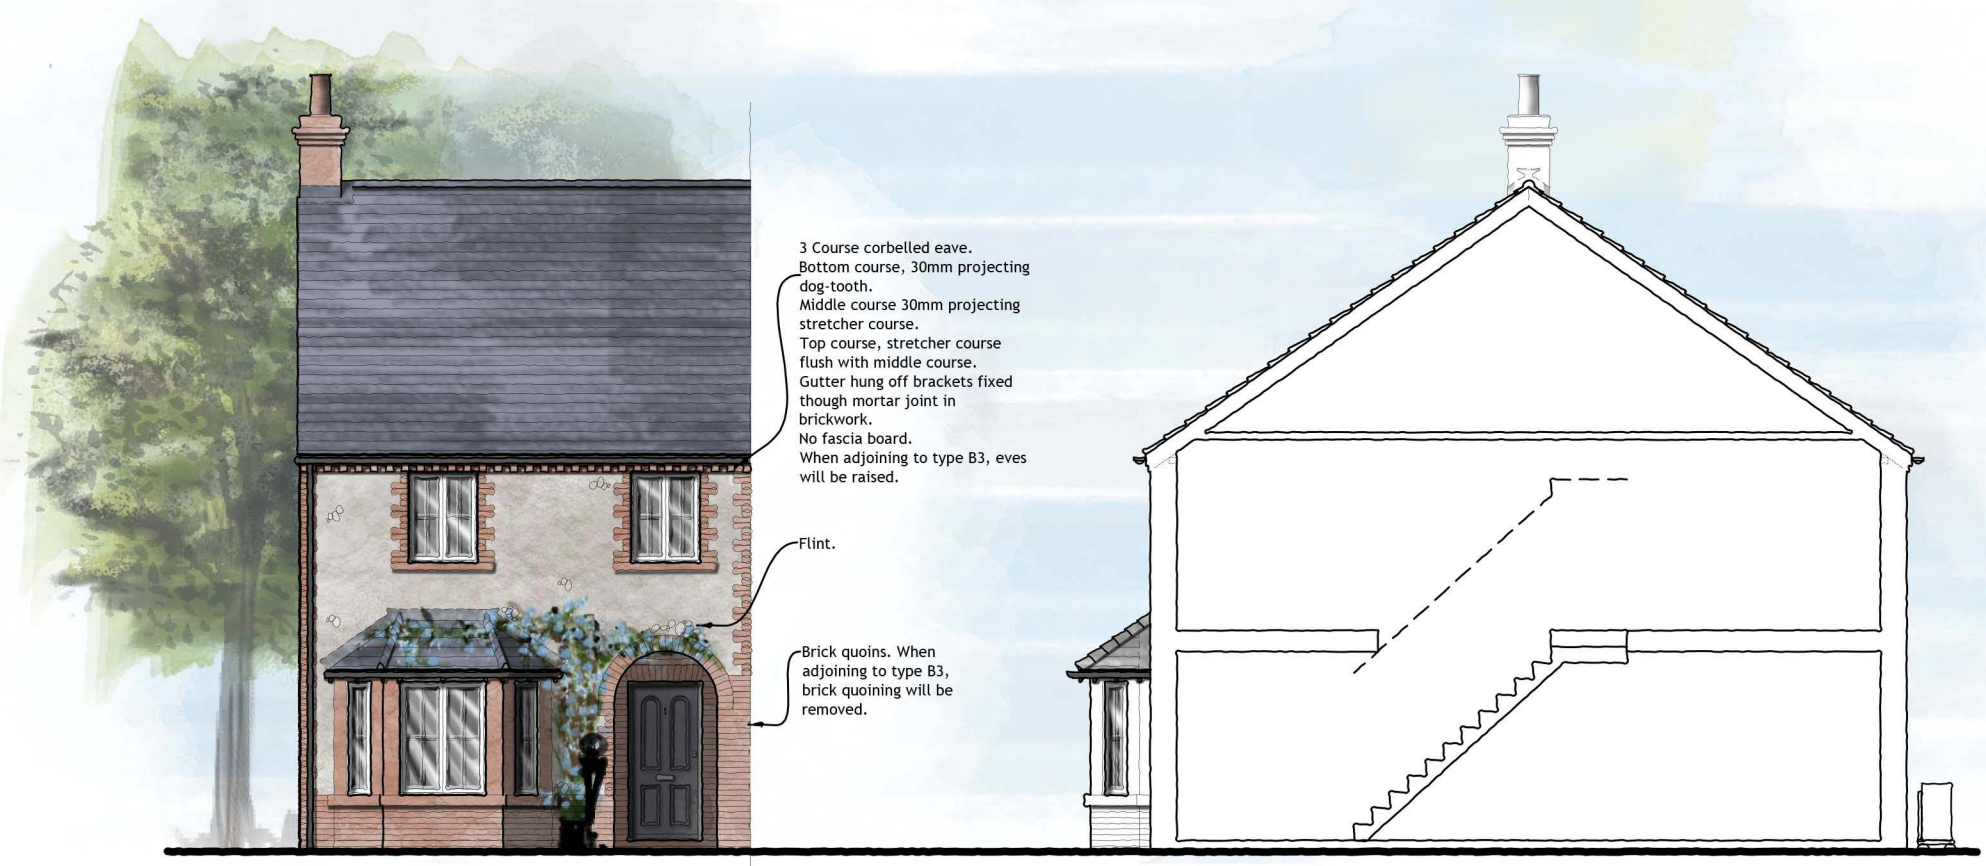 3 Course corbelled eave.
Bottom course, 30mm projecting
dog-tooth.
Middle course 30mm projecting
stretcher course.
Top course, stretcher course
flush with middle course.
Gutter hung off brackets fixed
though mortar joint in
brickwork.
No fascia board.
When adjoining to type B3, eves
will be raised.
Flint.
Brick quoins. When
adjoining to type B3,
brick quoining will be
removed.